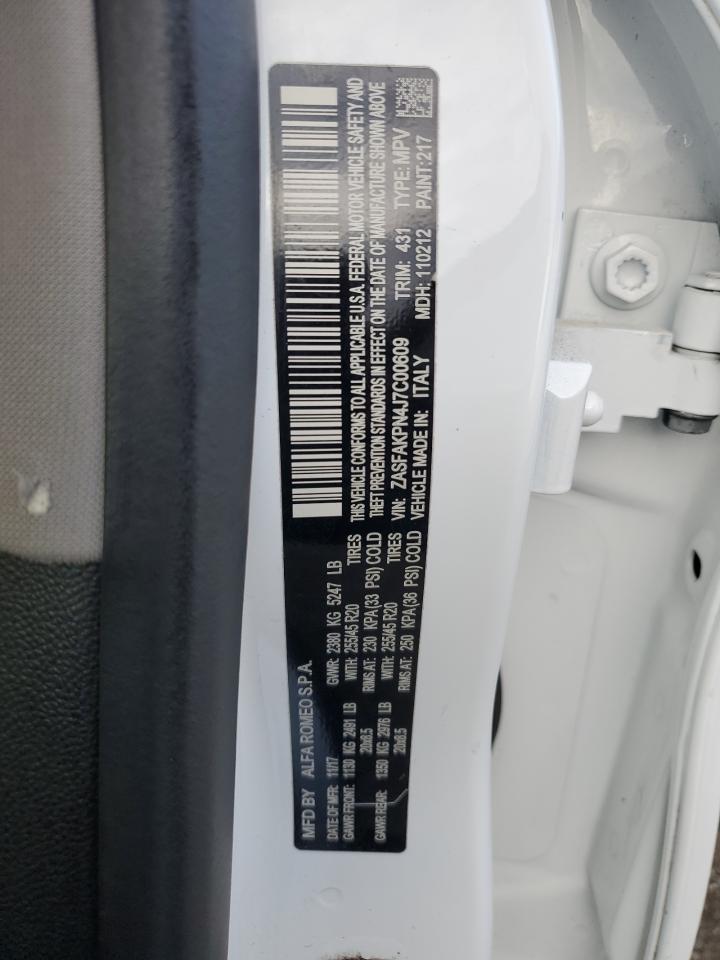 MFD BY ALFA ROMEO S.P.A.
DATE OF MFR: 11/17 GVWR: 2380 KG 5247 LB
GAWR FRONT: 1130 KG 2491 LB WITH: 255/45 R20 TIRES
20x8.5 RIMS AT: 230 KPA(33 PSI) COLD
GAWR REAR: 1350 KG 2976 LB WITH: 255/45 R20 TIRES
20x8.5 RIMS AT: 250 KPA(36 PSI) COLD
THIS VEHICLE CONFORMS TO ALL APPLICABLE U.S.A. FEDERAL MOTOR VEHICLE SAFETY AND
THEFT PREVENTION STANDARDS IN EFFECT ON THE DATE OF MANUFACTURE SHOWN ABOVE
VIN: ZASFAKPN4J7C00609 TRIM: 431 TYPE: MPV
VEHICLE MADE IN: ITALY MDH: 110212 PAINT:217